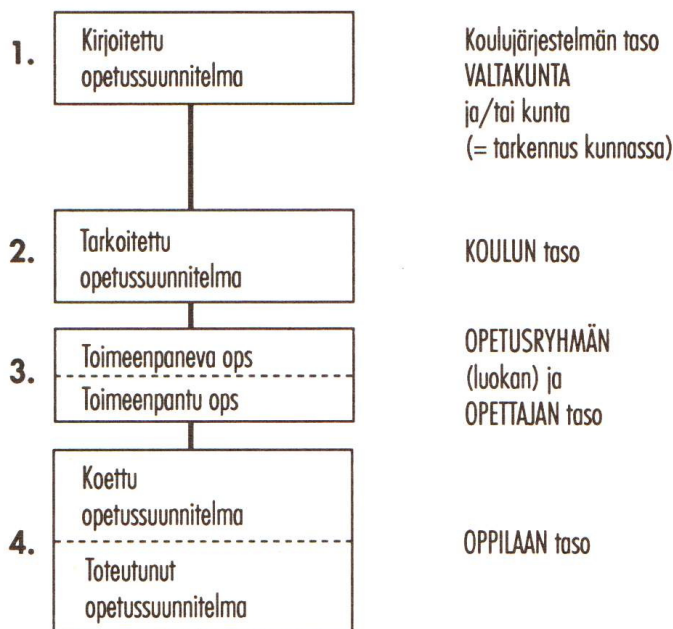 1.
Kirjoitettu
opetussuunnitelma
Koulujärjestelmän taso
VALTAKUNTA
ja/tai kunta
(= tarkennus kunnassa)
2.
Tarkoitettu
opetussuunnitelma
KOULUN taso
3.
Toimeenpaneva ops
Toimeenpantu ops
OPETUSRYHMÄN
(luokan) ja
OPETTAJAN taso
4.
Koettu
opetussuunnitelma
Toteutunut
opetussuunnitelma
OPPILAAN taso